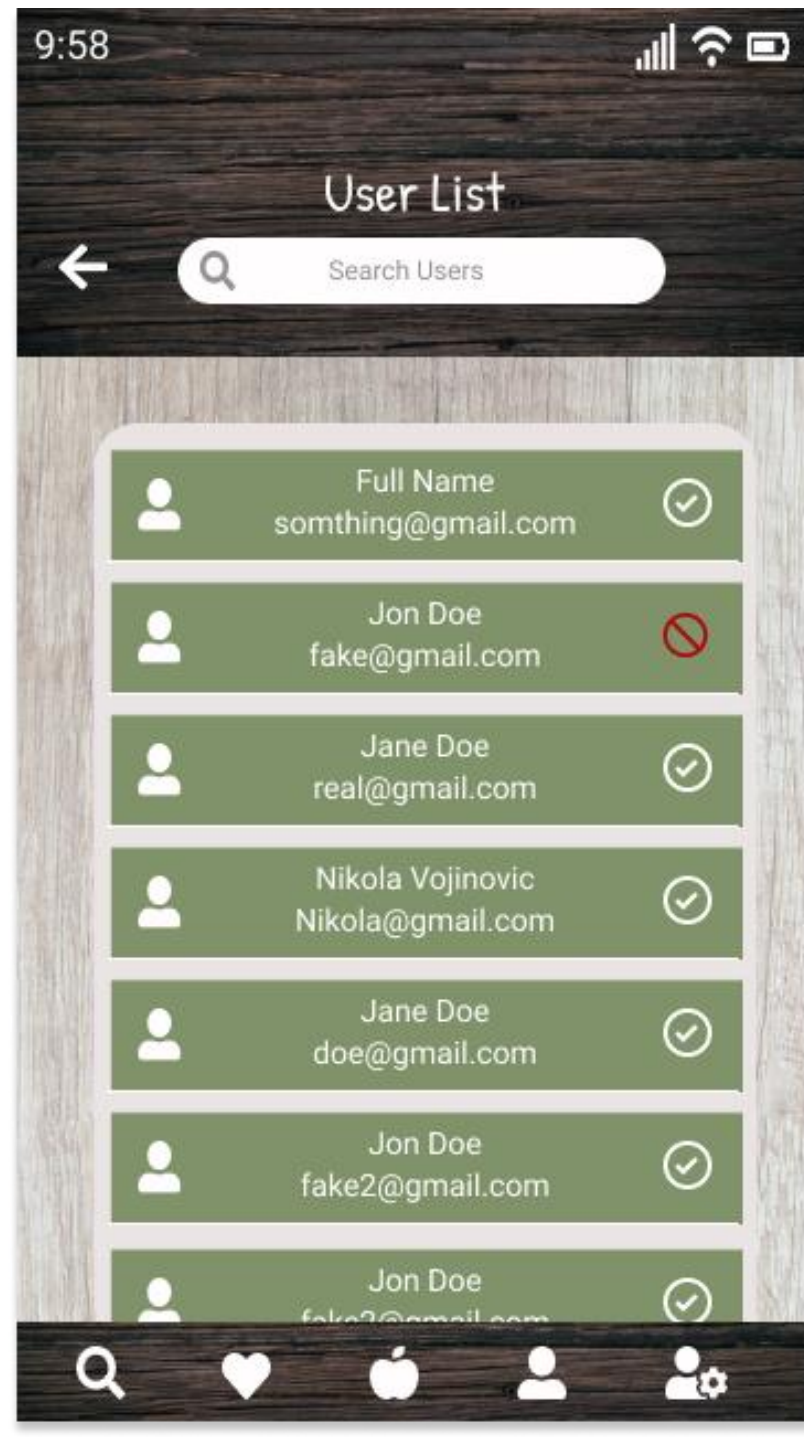 9:58
User List
Search Users
Full Name
somthing@gmail.com
Jon Doe
fake@gmail.com
Jane Doe
real@gmail.com
Nikola Vojinovic
Nikola@gmail.com
Jane Doe
doe@gmail.com
Jon Doe
fake2@gmail.com
Jon Doe